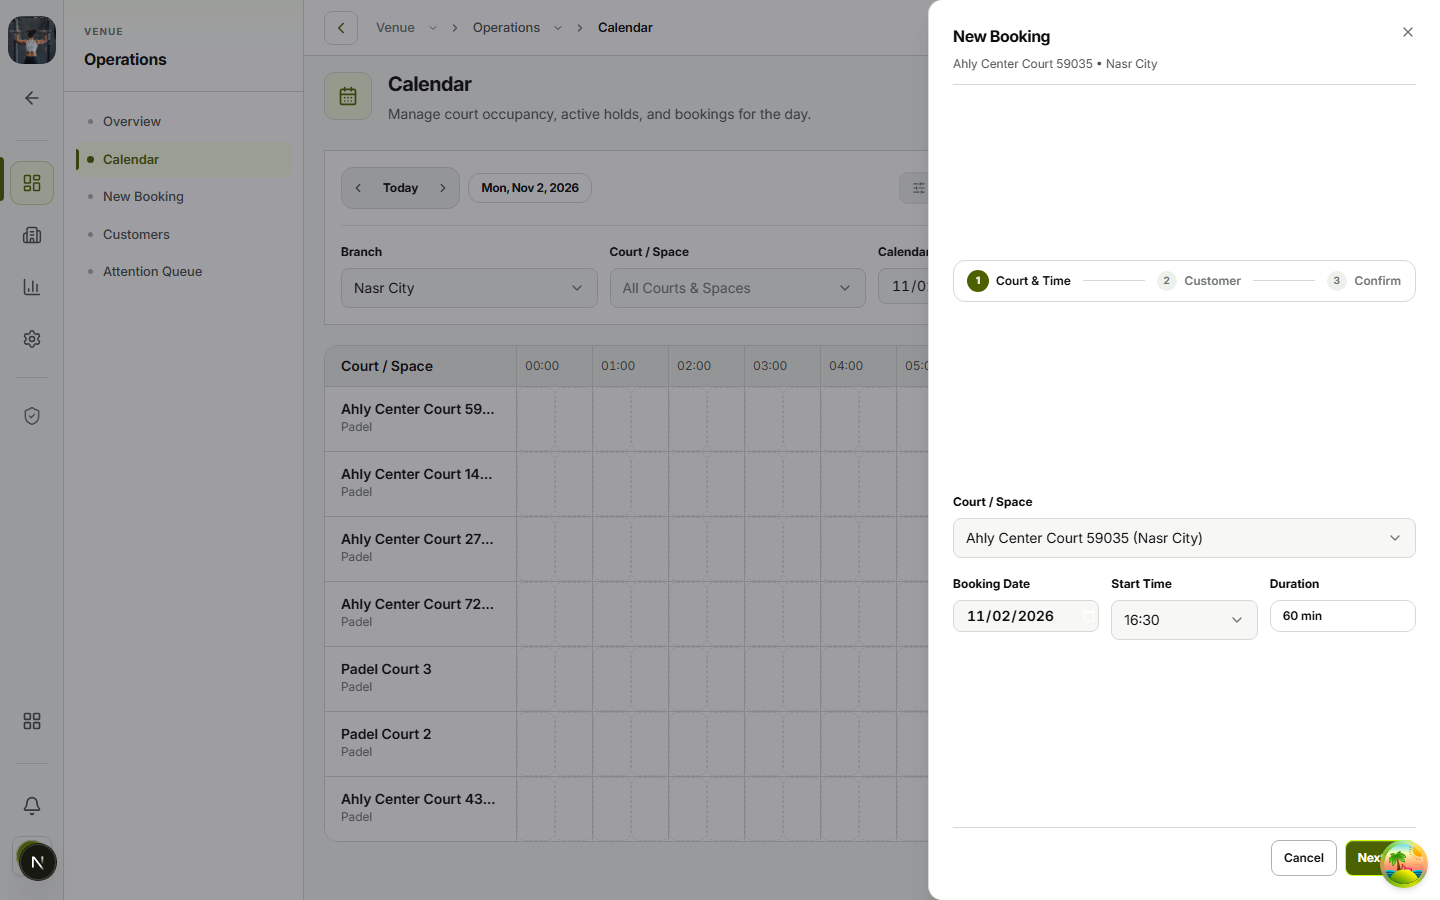 VENUE
Operations
Overview
Calendar
New Booking
Customers
Attention Queue
Venue
Operations
Calendar
Calendar
Manage court occupancy, active holds, and bookings for the day.
Today
Mon, Nov 2, 2026
Branch
Court / Space
Calendar
Nasr City
All Courts & Spaces
Court / Space
00:00
01:00
02:00
03:00
04:00
Ahly Center Court 59...
Padel
Ahly Center Court 14...
Padel
Ahly Center Court 27...
Padel
Ahly Center Court 72...
Padel
Padel Court 3
Padel
Padel Court 2
Padel
Ahly Center Court 43...
Padel
N
New Booking
Ahly Center Court 59035 • Nasr City
1 Court & Time
2 Customer
3 Confirm
Court / Space
Ahly Center Court 59035 (Nasr City)
Booking Date
Start Time
Duration
11/02/2026
16:30
60 min
Cancel